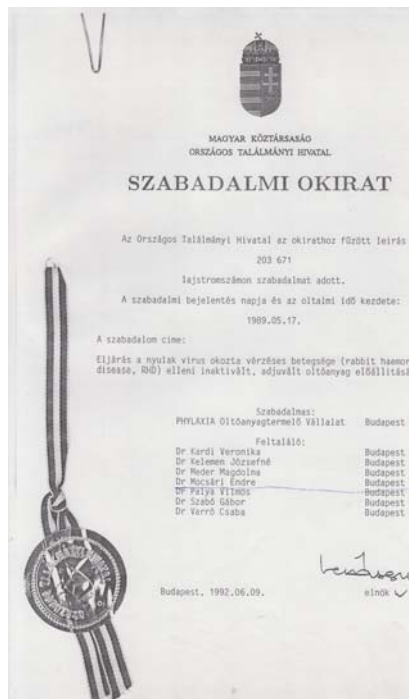 MAGYAR KÖZTÁRSASÁG
ORSZÁGOS TALÁLMÁNYI HIVATAL
SZABADALMI OKIRAT
Az Országos Találmányi Hivatal az okirathoz fűzött leírás
203 671
lajstromszámon szabadalmat adott.
A szabadalmi bejelentés napja és az oltalmi idő kezdete:
1989.05.17.
A szabadalom címe:
Eljárás a nyulak vírus okozta vérzéses betegsége (rabbit haemor
disease, RHD) elleni inaktivált, adjuvált oltóanyag előállításá
Szabadalmas:
PHYLAXIA Oltóanyagtermelő Vállalat Budapest
Feltaláló:
Dr Kardi Veronika Budapest
Dr Kelemen Józsefné Budapest
Dr Meder Magdolna Budapest
Dr Mocsári Endre Budapest
Dr Palya Vilmos Budapest
Dr Szabó Gábor Budapest
Dr Varró Csaba Budapest
Budapest, 1992.06.09.
elnök